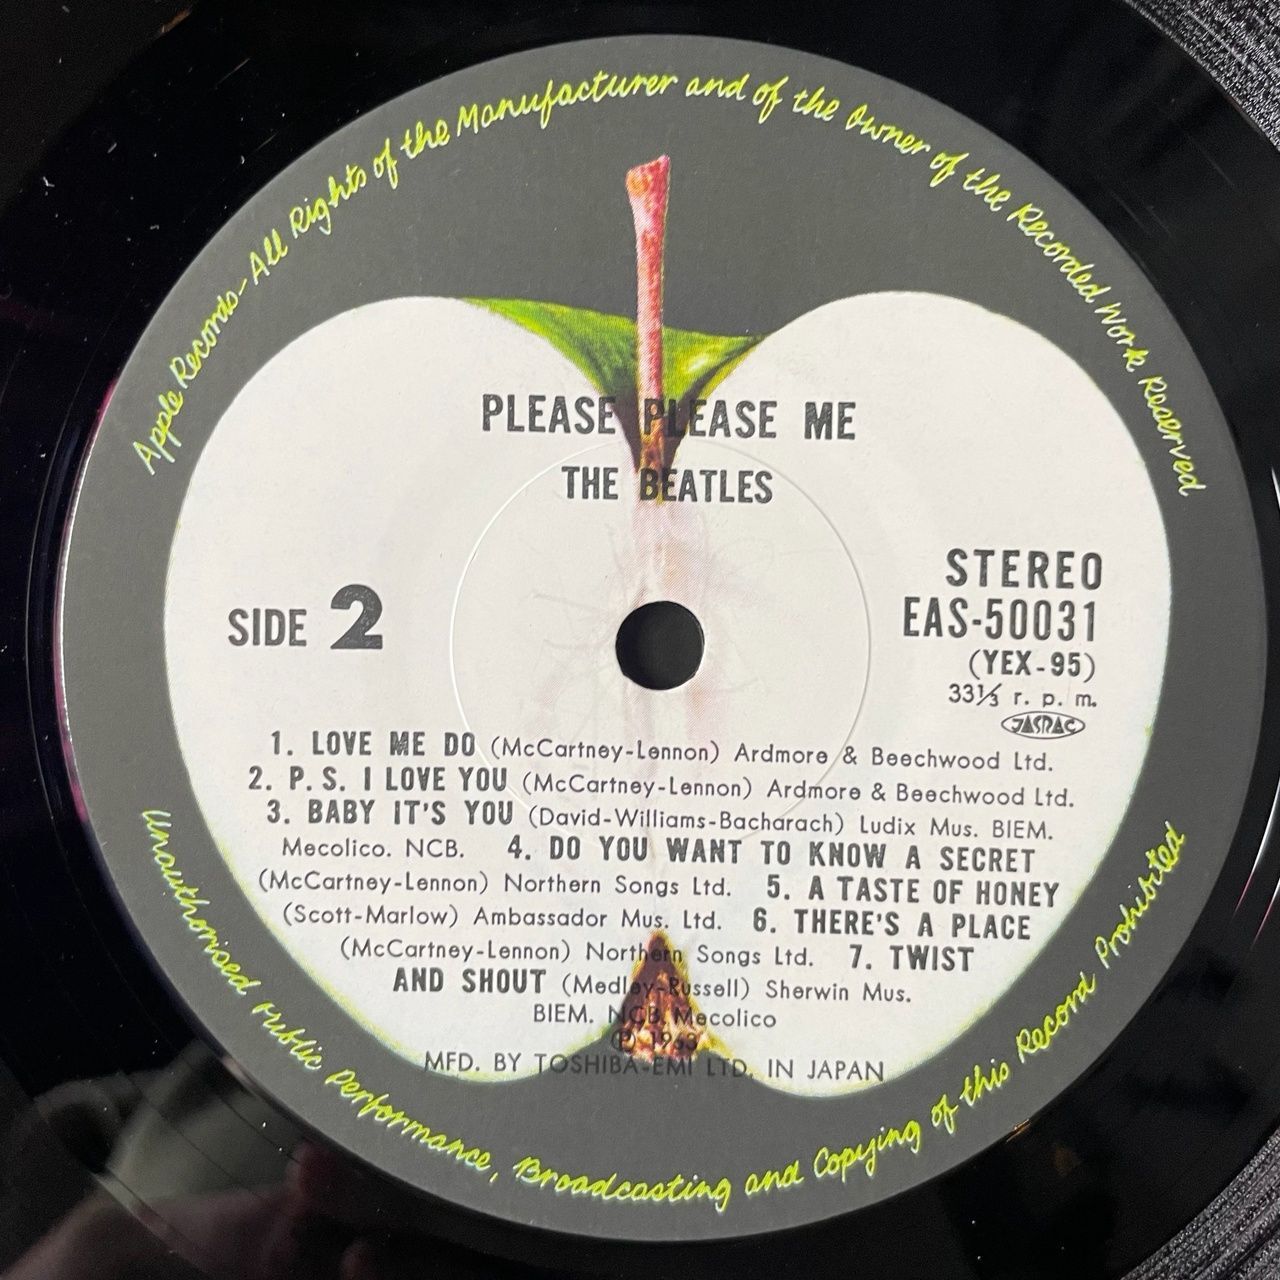 Apple Records - All Rights of the Manufacturer and of the Owner of the Recorded Work Reserved
PLEASE PLEASE ME
THE BEATLES
SIDE 2
STEREO
EAS-50031
(YEX-95)
33⅓ r. p. m.
JASRAC
1. LOVE ME DO (McCartney-Lennon) Ardmore & Beechwood Ltd.
2. P. S. I LOVE YOU (McCartney-Lennon) Ardmore & Beechwood Ltd.
3. BABY IT'S YOU (David-Williams-Bacharach) Ludix Mus. BIEM.
Mecolico. NCB. 4. DO YOU WANT TO KNOW A SECRET
(McCartney-Lennon) Northern Songs Ltd. 5. A TASTE OF HONEY
(Scott-Marlow) Ambassador Mus. Ltd. 6. THERE'S A PLACE
(McCartney-Lennon) Northern Songs Ltd. 7. TWIST
AND SHOUT (Medley-Russell) Sherwin Mus.
BIEM. NCB. Mecolico
Ⓟ 1963
MFD. BY TOSHIBA-EMI LTD. IN JAPAN
Unauthorised Public Performance, Broadcasting and Copying of this Record Prohibited